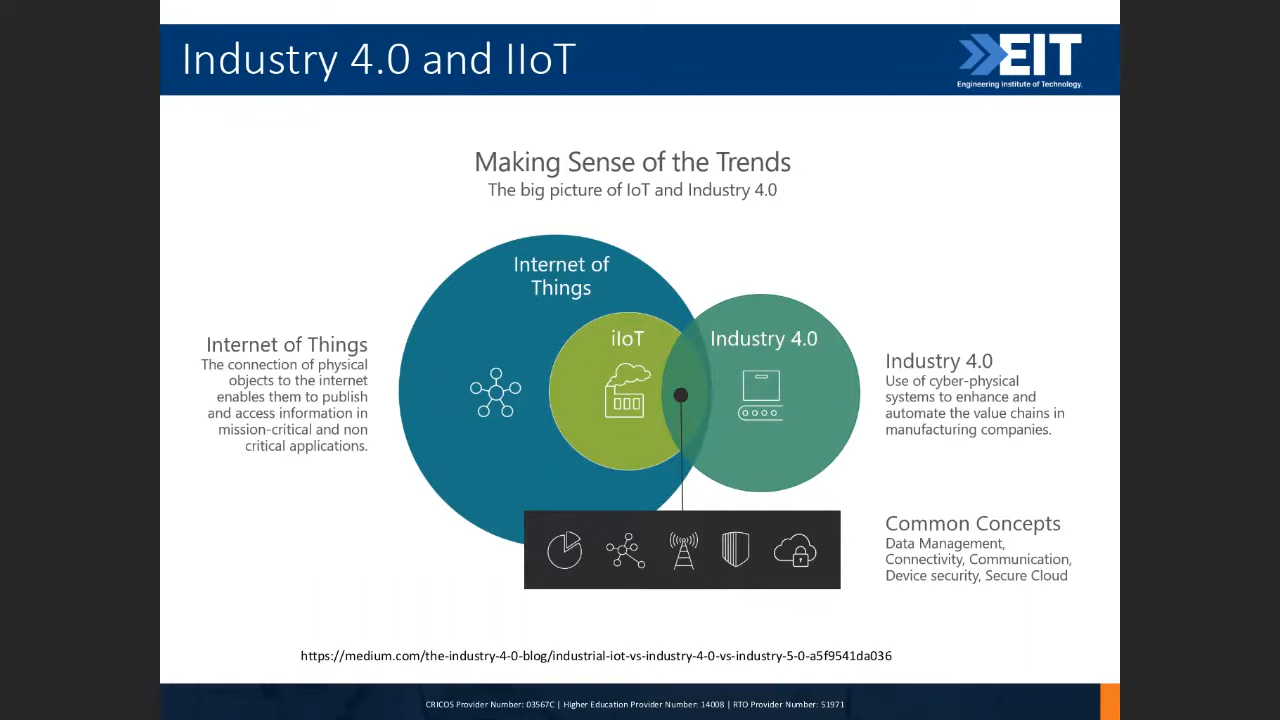 Industry 4.0 and IIoT
EIT
Engineering Institute of Technology.
Making Sense of the Trends
The big picture of IoT and Industry 4.0
Internet of
Things
iIoT
Industry 4.0
Internet of Things
The connection of physical
objects to the internet
enables them to publish
and access information in
mission-critical and non
critical applications.
Industry 4.0
Use of cyber-physical
systems to enhance and
automate the value chains in
manufacturing companies.
Common Concepts
Data Management,
Connectivity, Communication,
Device security, Secure Cloud
https://medium.com/the-industry-4-0-blog/industrial-iot-vs-industry-4-0-vs-industry-5-0-a5f9541da036
CRICOS Provider Number: 03567C | Higher Education Provider Number: 14008 | RTO Provider Number: 51971